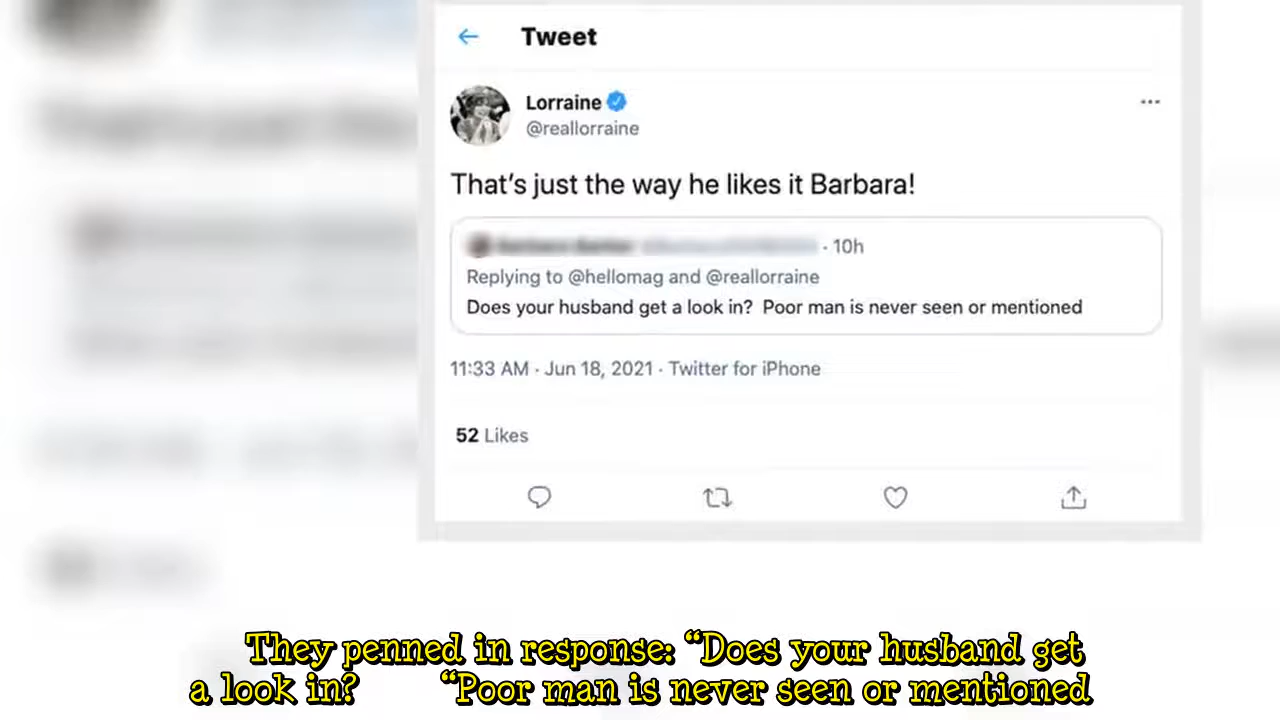 Tweet
Lorraine
@reallorraine
That's just the way he likes it Barbara!
· 10h
Replying to @hellomag and @reallorraine
Does your husband get a look in?  Poor man is never seen or mentioned
11:33 AM · Jun 18, 2021 · Twitter for iPhone
52 Likes
They penned in response: “Does your husband get
a look in? “Poor man is never seen or mentioned